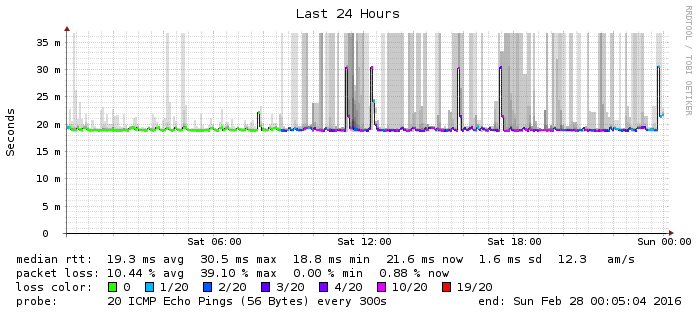 Last 24 Hours
RRDTOOL / TOBI OETIKER
Seconds
35 m
30 m
25 m
20 m
15 m
10 m
5 m
0
Sat 06:00 Sat 12:00 Sat 18:00 Sun 00:00
median rtt: 19.3 ms avg 30.5 ms max 18.8 ms min 21.6 ms now 1.6 ms sd 12.3 am/s
packet loss: 10.44 % avg 39.10 % max 0.00 % min 0.88 % now
loss color: 0 1/20 2/20 3/20 4/20 10/20 19/20
probe: 20 ICMP Echo Pings (56 Bytes) every 300s end: Sun Feb 28 00:05:04 2016